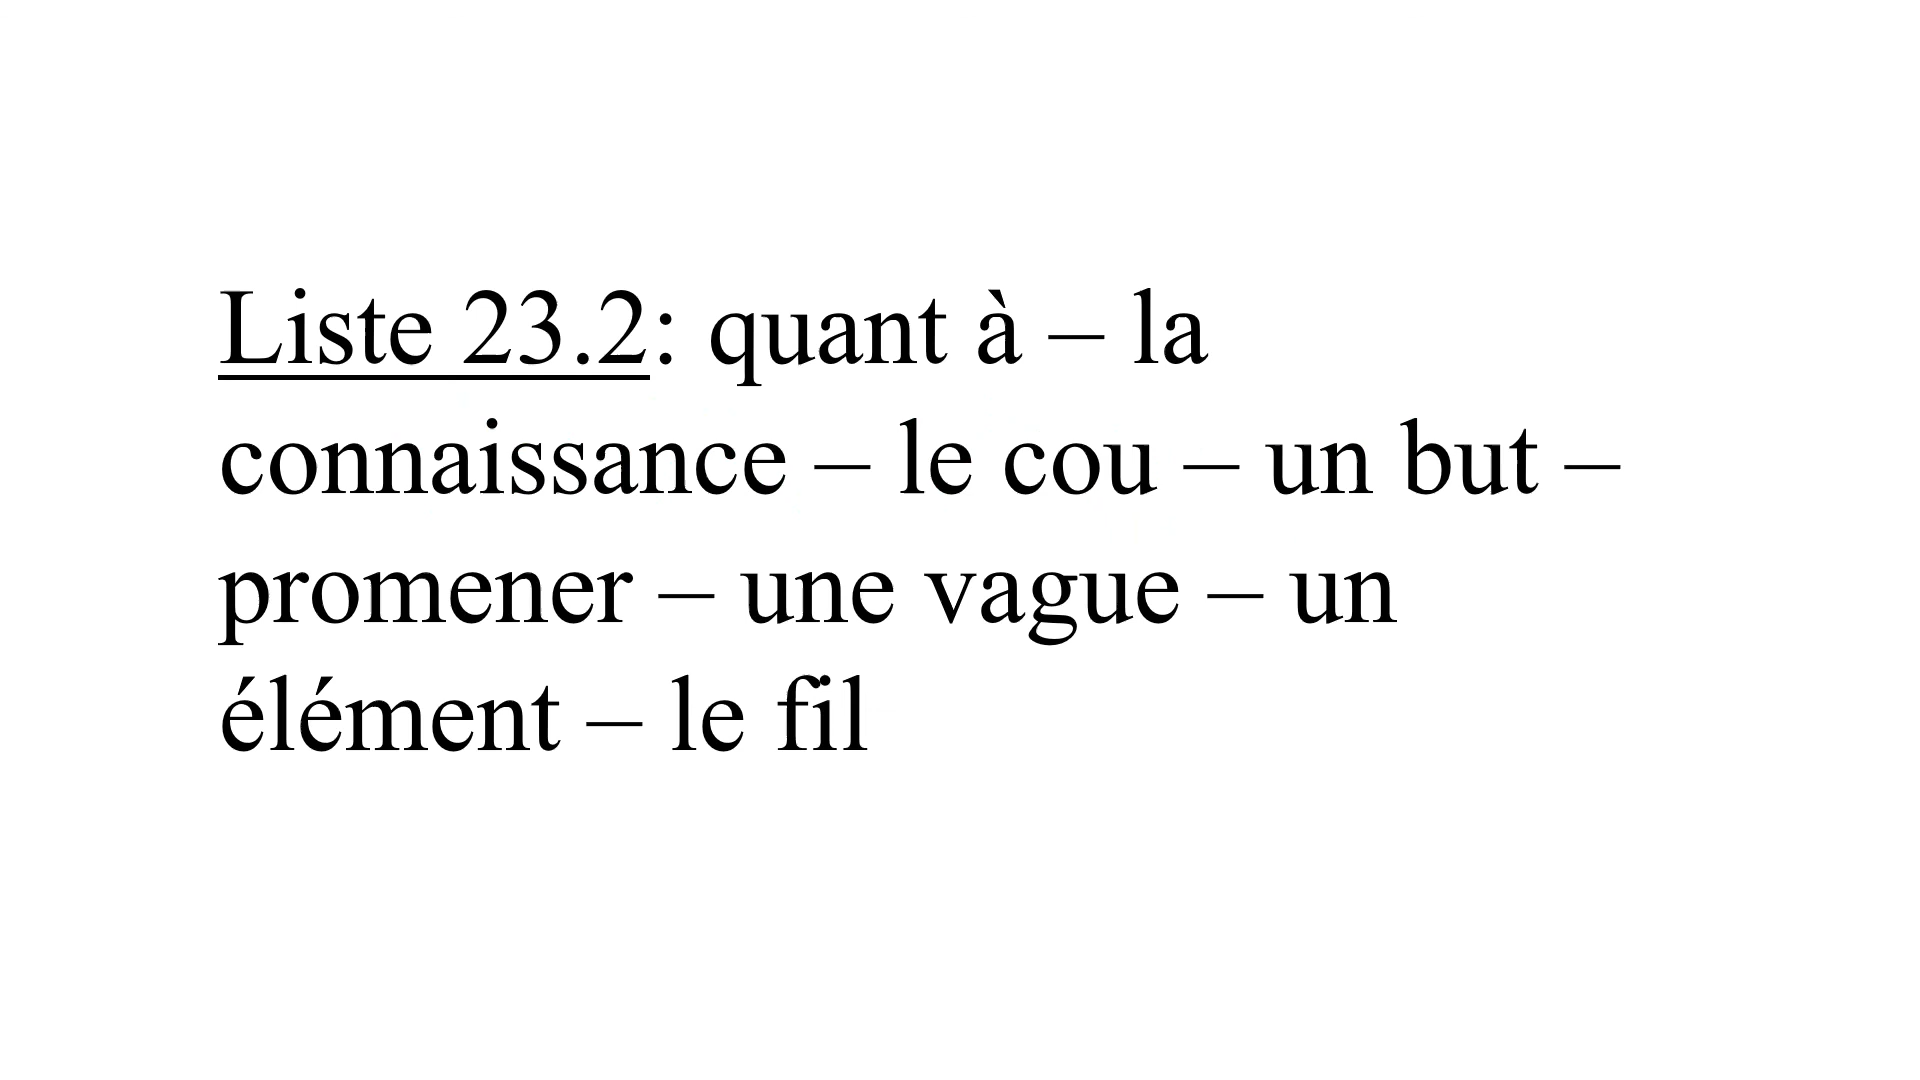 Liste 23.2: quant à – la
connaissance – le cou – un but –
promener – une vague – un
élément – le fil